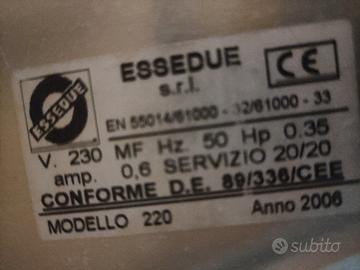 ESSEDUE
s.r.l.
CE
ESSEDUE
EN 55014/61000 - 32/61000 - 33
V. 230 MF Hz. 50 Hp 0.35
amp. 0,6 SERVIZIO 20/20
CONFORME D.E. 89/336/CEE
MODELLO 220 Anno 2006
subito